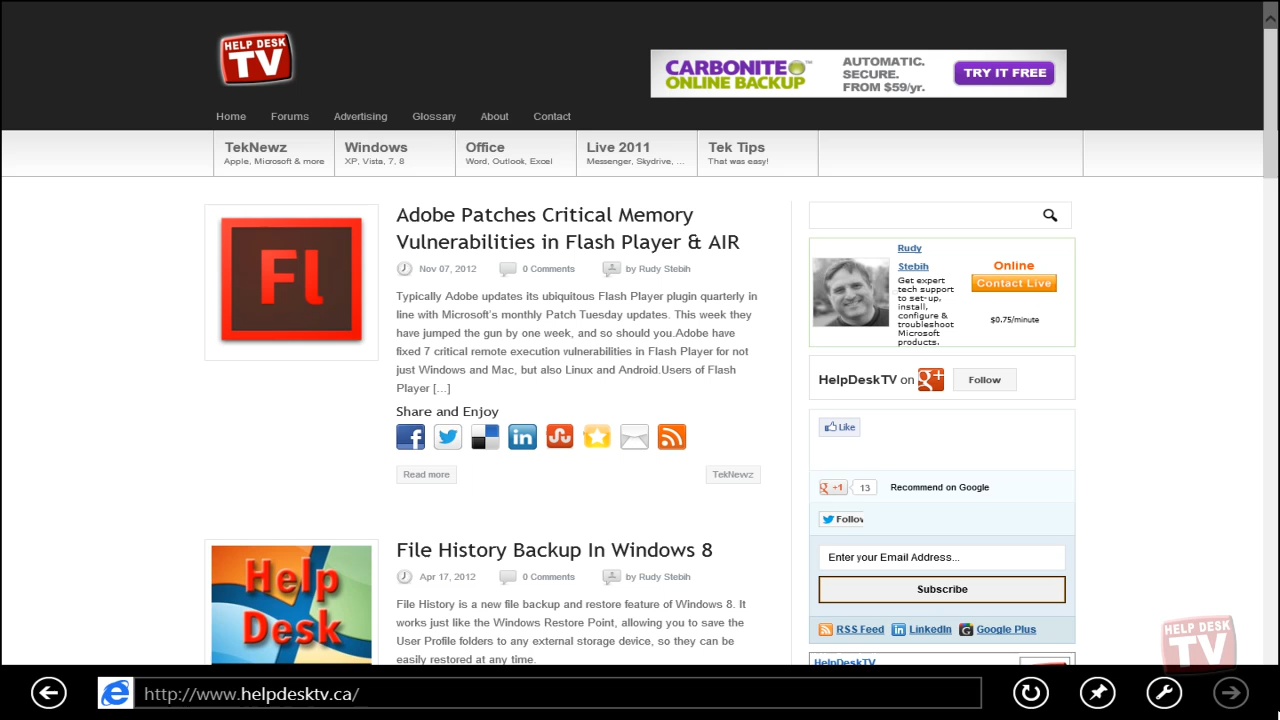 HELP DESK
TV
CARBONITE
ONLINE BACKUP
AUTOMATIC.
SECURE.
FROM $59/yr.
TRY IT FREE
Home Forums Advertising Glossary About Contact
TekNewz
Apple, Microsoft & more
Windows
XP, Vista, 7, 8
Office
Word, Outlook, Excel
Live 2011
Messenger, Skydrive, ...
Tek Tips
That was easy!
Fl
Adobe Patches Critical Memory
Vulnerabilities in Flash Player & AIR
Nov 07, 2012 0 Comments by Rudy Stebih
Typically Adobe updates its ubiquitous Flash Player plugin quarterly in
line with Microsoft's monthly Patch Tuesday updates. This week they
have jumped the gun by one week, and so should you.Adobe have
fixed 7 critical remote execution vulnerabilities in Flash Player for not
just Windows and Mac, but also Linux and Android.Users of Flash
Player [...]
Share and Enjoy
Read more
TekNewz
Help
Desk
File History Backup In Windows 8
Apr 17, 2012 0 Comments by Rudy Stebih
File History is a new file backup and restore feature of Windows 8. It
works just like the Windows Restore Point, allowing you to save the
User Profile folders to any external storage device, so they can be
easily restored at any time.
Rudy
Stebih
Get expert
tech support
to set-up,
install,
configure &
troubleshoot
Microsoft
products.
Online
Contact Live
$0.75/minute
HelpDeskTV on g+ Follow
Like
g +1 13 Recommend on Google
Follow
Enter your Email Address...
Subscribe
RSS Feed LinkedIn Google Plus
HelpDeskTV
HELP DESK
TV
http://www.helpdesktv.ca/